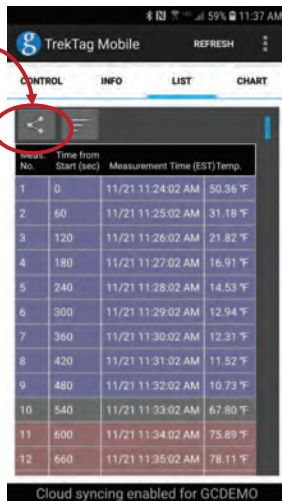 59% 11:37 AM
g TrekTag Mobile REFRESH
CONTROL INFO LIST CHART
Meas. No. Time from Start (sec) Measurement Time (EST) Temp.
1 0 11/21 11:24:02 AM 50.36 °F
2 60 11/21 11:25:02 AM 31.18 °F
3 120 11/21 11:26:02 AM 21.82 °F
4 180 11/21 11:27:02 AM 16.91 °F
5 240 11/21 11:28:02 AM 14.53 °F
6 300 11/21 11:29:02 AM 12.94 °F
7 360 11/21 11:30:02 AM 12.31 °F
8 420 11/21 11:31:02 AM 11.52 °F
9 480 11/21 11:32:02 AM 10.73 °F
10 540 11/21 11:33:02 AM 67.80 °F
11 600 11/21 11:34:02 AM 75.89 °F
12 660 11/21 11:35:02 AM 78.11 °F
Cloud syncing enabled for GCDEMO